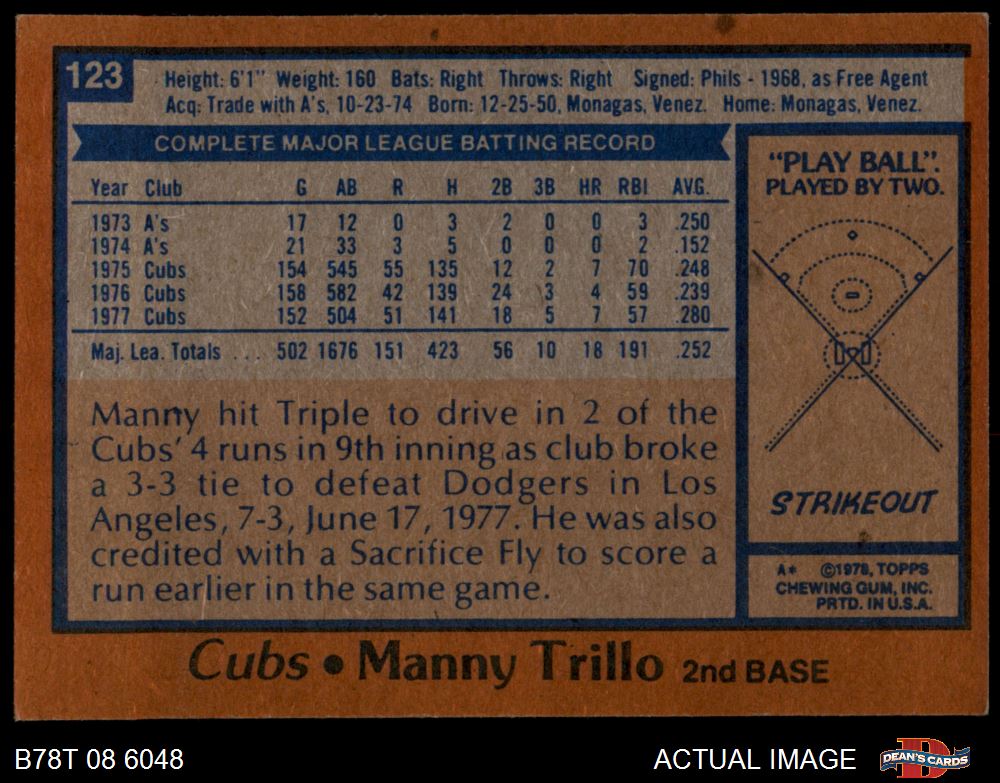 123
Height: 6'1" Weight: 160 Bats: Right Throws: Right Signed: Phils - 1968, as Free Agent
Acq: Trade with A's, 10-23-74 Born: 12-25-50, Monagas, Venez. Home: Monagas, Venez.
COMPLETE MAJOR LEAGUE BATTING RECORD
Year Club G AB R H 2B 3B HR RBI AVG.
1973 A's 17 12 0 3 2 0 0 3 .250
1974 A's 21 33 3 5 0 0 0 2 .152
1975 Cubs 154 545 55 135 12 2 7 70 .248
1976 Cubs 158 582 42 139 24 3 4 59 .239
1977 Cubs 152 504 51 141 18 5 7 57 .280
Maj. Lea. Totals ... 502 1676 151 423 56 10 18 191 .252
Manny hit Triple to drive in 2 of the
Cubs' 4 runs in 9th inning as club broke
a 3-3 tie to defeat Dodgers in Los
Angeles, 7-3, June 17, 1977. He was also
credited with a Sacrifice Fly to score a
run earlier in the same game.
"PLAY BALL".
PLAYED BY TWO.
STRIKEOUT
A* ©1978, TOPPS
CHEWING GUM, INC.
PRTD. IN U.S.A.
Cubs • Manny Trillo 2nd BASE
B78T 08 6048
ACTUAL IMAGE
DEAN'S CARDS